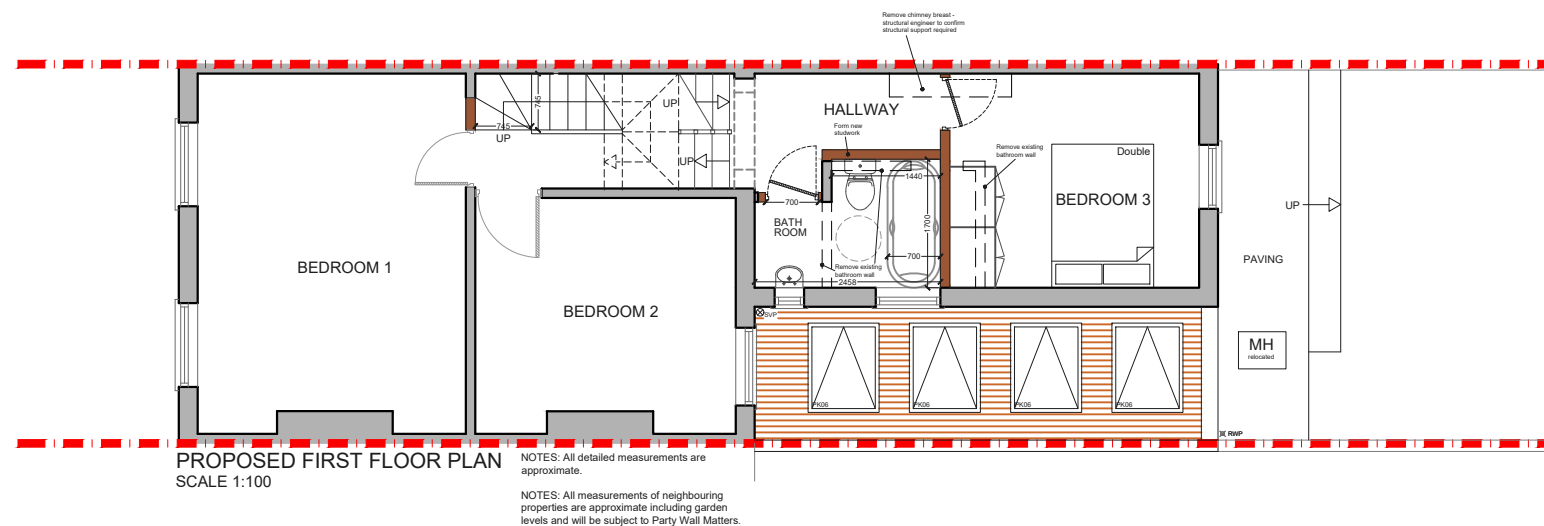 Remove chimney breast -
structural engineer to confirm
structural support required
HALLWAY
Form new
studwork
UP
745
745
UP
UP
Remove existing
bathroom wall
Double
1440
BEDROOM 3
700
BATH
ROOM
1700
UP
BEDROOM 1
700
Remove existing
bathroom wall
2458
PAVING
BEDROOM 2
SVP
MH
relocated
PK06
PK06
PK06
PK06
RWP
PROPOSED FIRST FLOOR PLAN
SCALE 1:100
NOTES: All detailed measurements are
approximate.
NOTES: All measurements of neighbouring
properties are approximate including garden
levels and will be subject to Party Wall Matters.